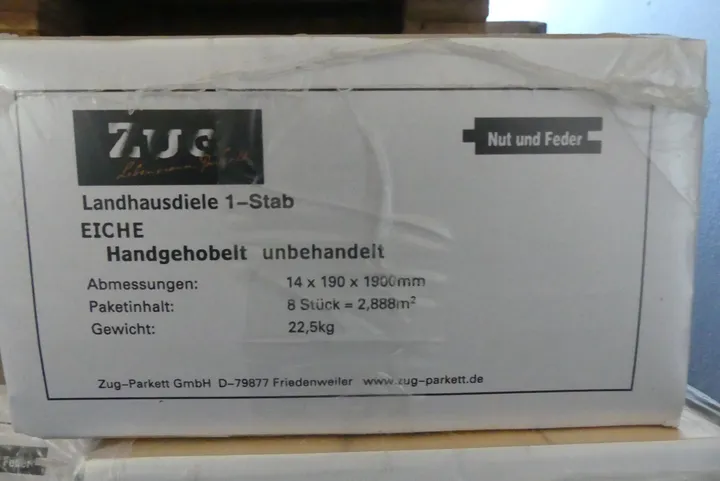 Zug
Nut und Feder
Landhausdiele 1-Stab
EICHE
Handgehobelt unbehandelt
Abmessungen: 14 x 190 x 1900mm
Paketinhalt: 8 Stück = 2,888m²
Gewicht: 22,5kg
Zug-Parkett GmbH D-79877 Friedenweiler www.zug-parkett.de
Feder